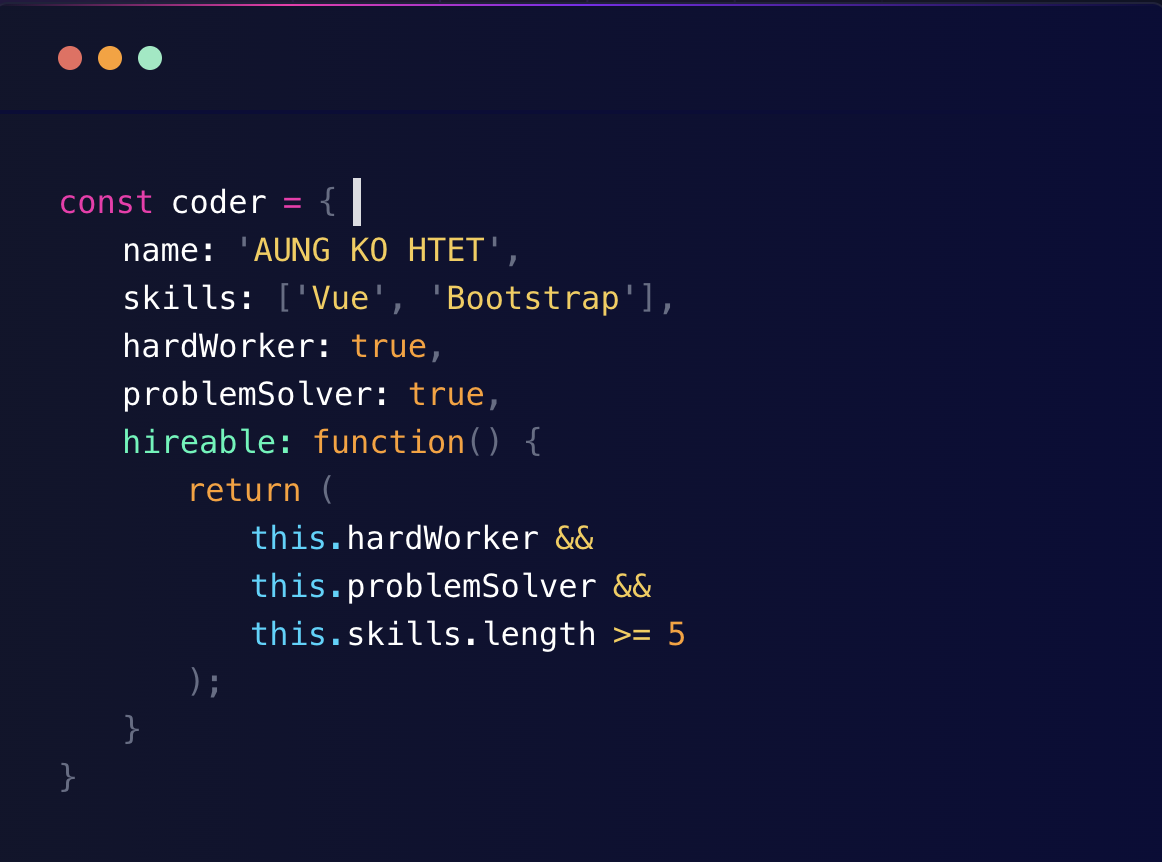 const coder = {
name: 'AUNG KO HTET',
skills: ['Vue', 'Bootstrap'],
hardWorker: true,
problemSolver: true,
hireable: function() {
return (
this.hardWorker &&
this.problemSolver &&
this.skills.length >= 5
);
}
}